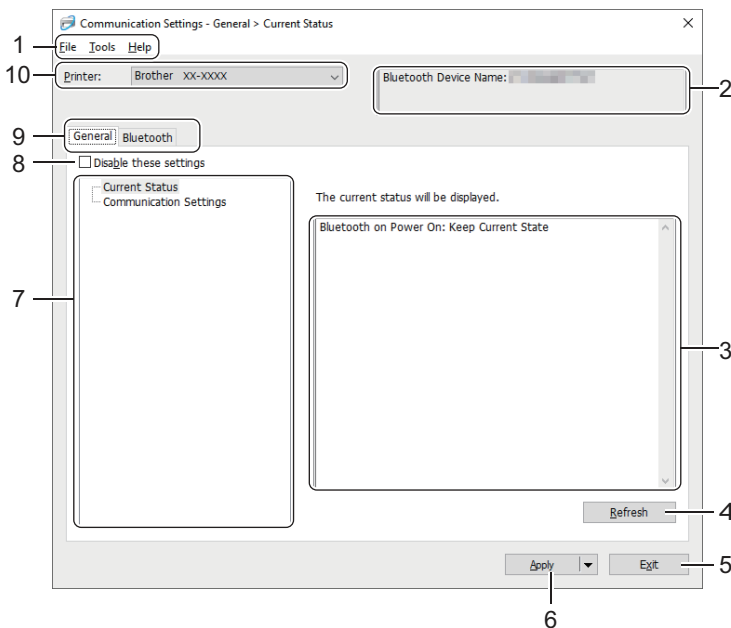 Communication Settings - General > Current Status
1 File Tools Help
10 Printer: Brother XX-XXXX
Bluetooth Device Name: 2
9 General Bluetooth
8 Disable these settings
Current Status
Communication Settings
The current status will be displayed.
Bluetooth on Power On: Keep Current State
7
3
Refresh 4
Apply Exit 5
6